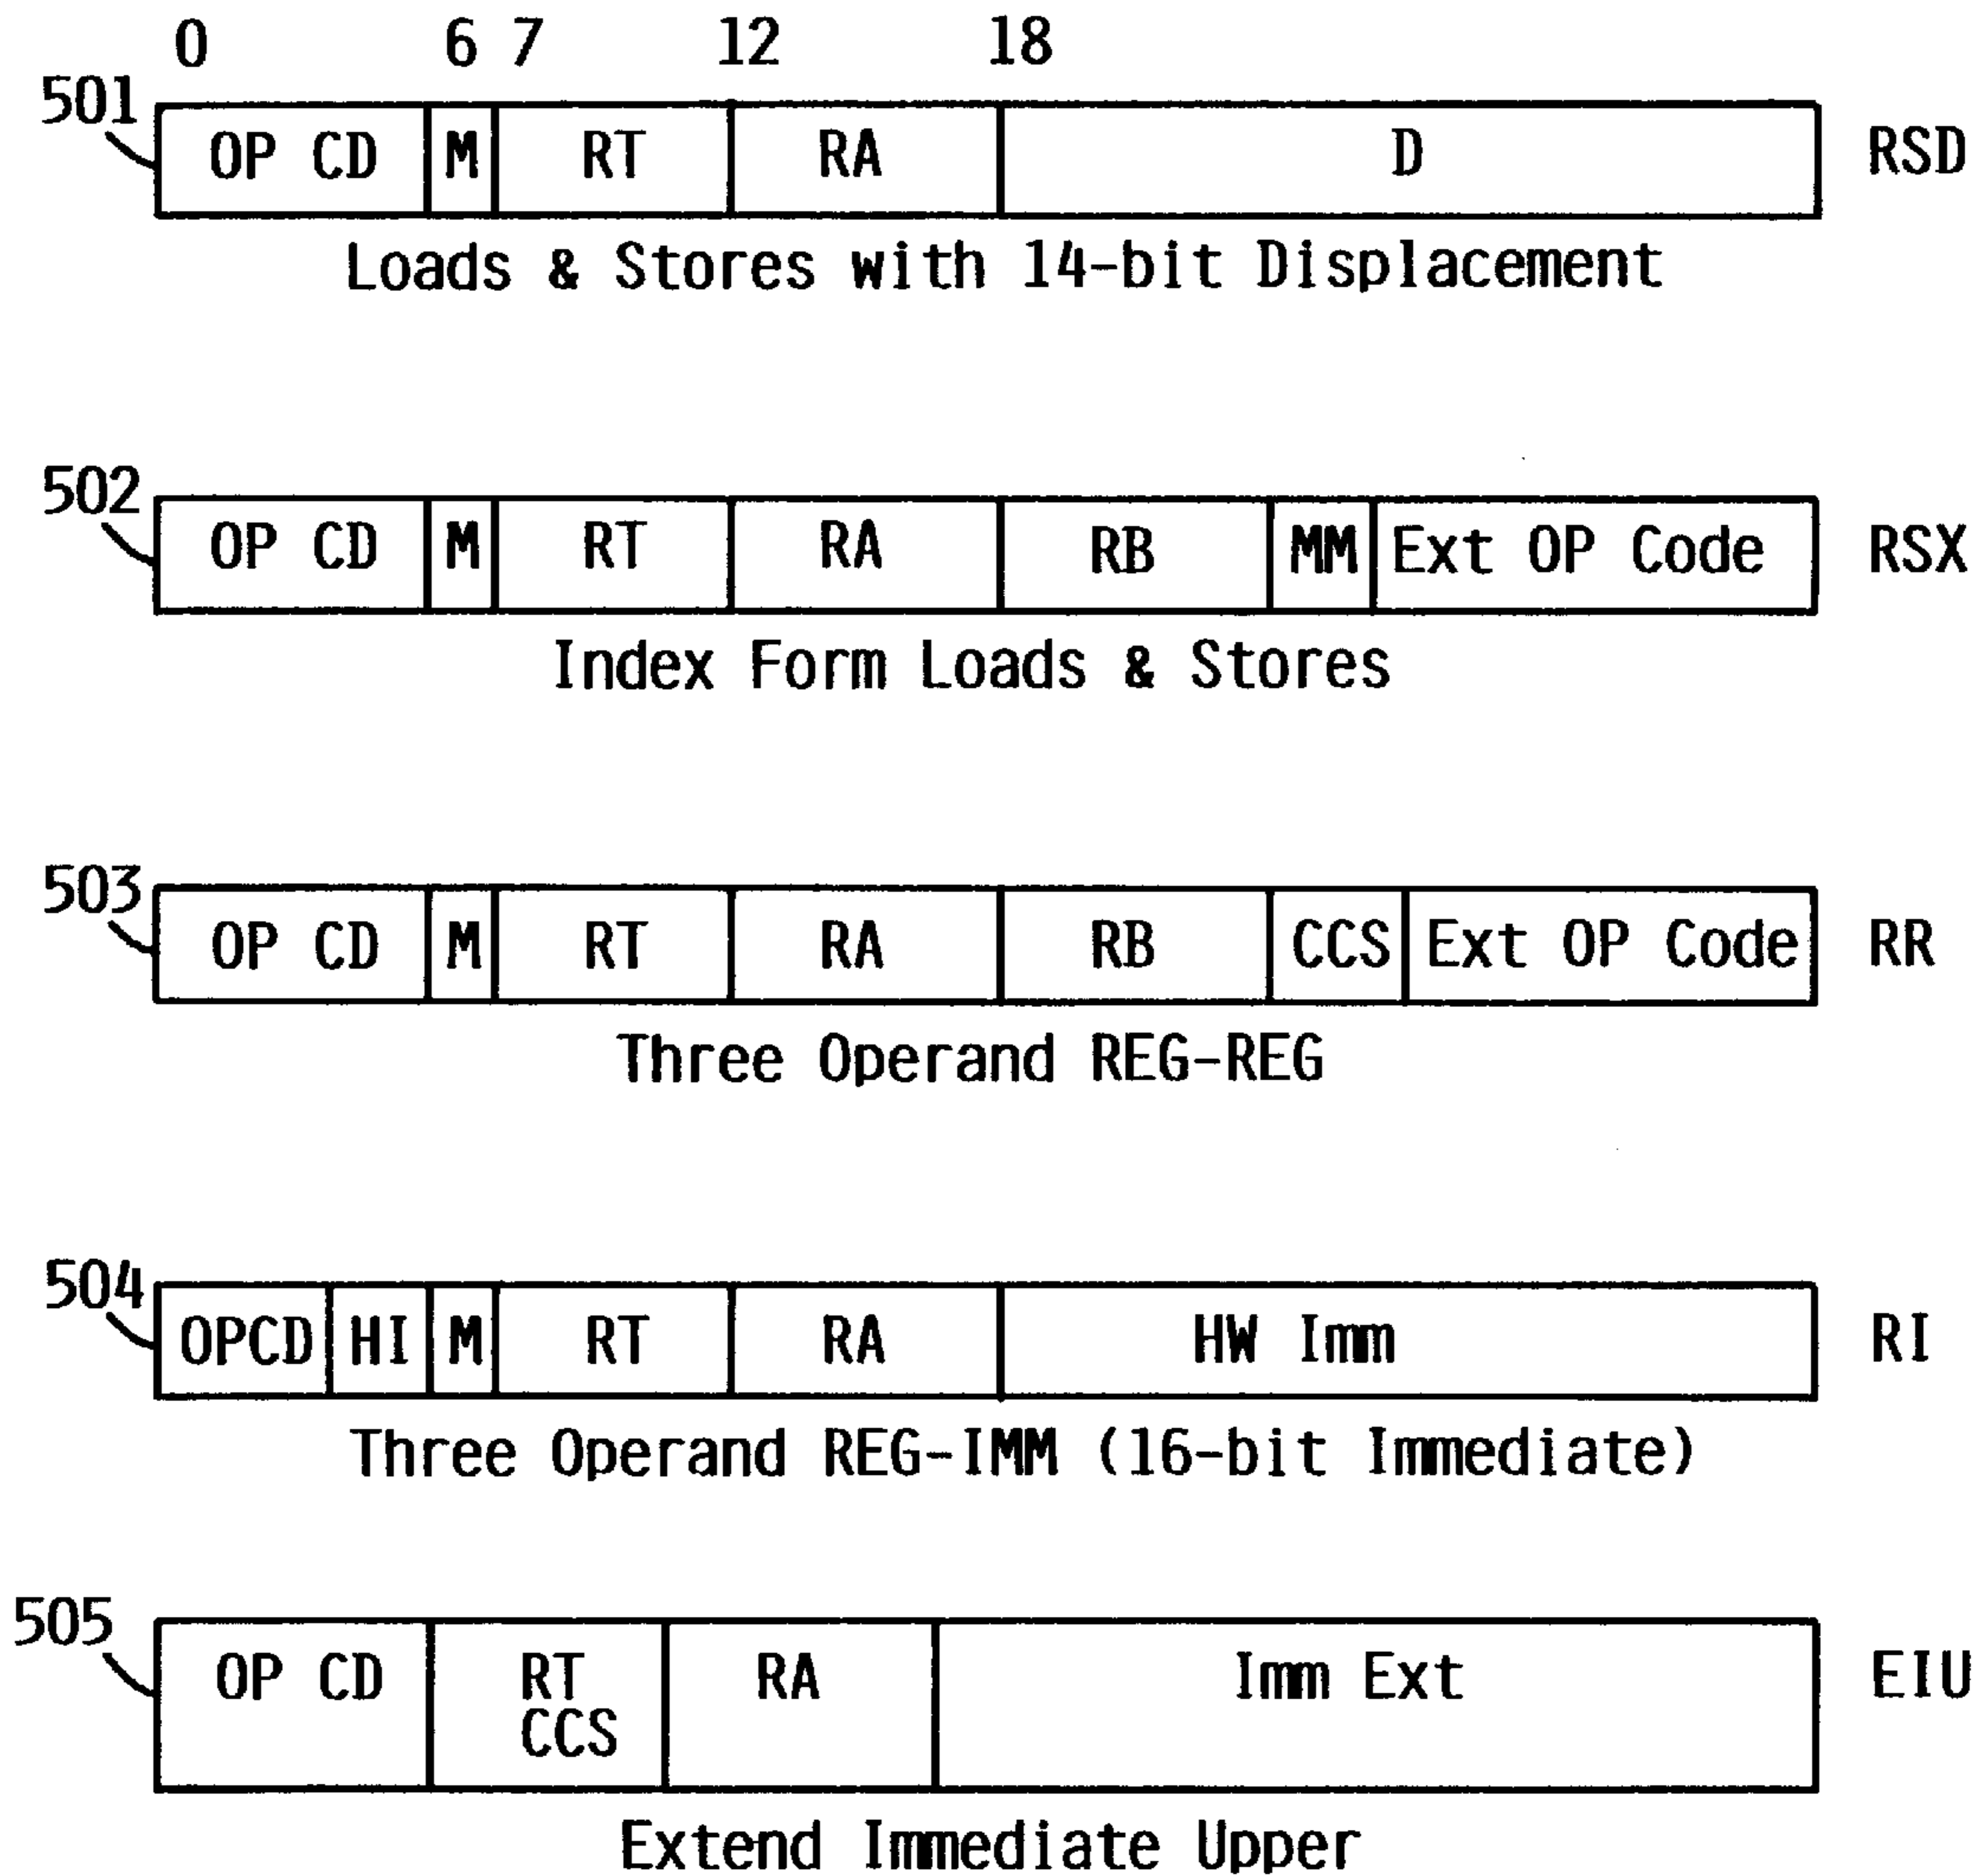 0 6 7 12 18
501
OP CD M RT RA D RSD
Loads & Stores with 14-bit Displacement
502
OP CD M RT RA RB MM Ext OP Code RSX
Index Form Loads & Stores
503
OP CD M RT RA RB CCS Ext OP Code RR
Three Operand REG-REG
504
OPCD HI M RT RA HW Imm RI
Three Operand REG-IMM (16-bit Immediate)
505
OP CD RT RA Imm Ext EIU
CCS
Extend Immediate Upper